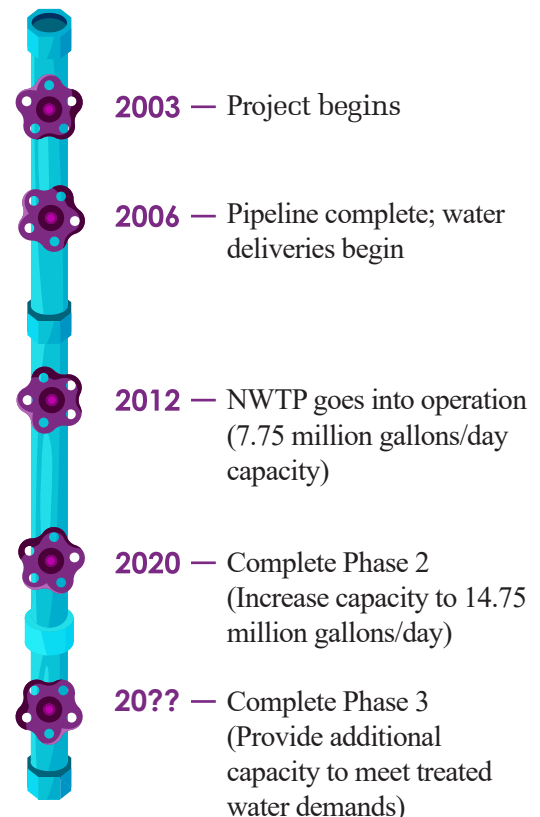 2003 — Project begins
2006 — Pipeline complete; water
deliveries begin
2012 — NWTP goes into operation
(7.75 million gallons/day
capacity)
2020 — Complete Phase 2
(Increase capacity to 14.75
million gallons/day)
20?? — Complete Phase 3
(Provide additional
capacity to meet treated
water demands)